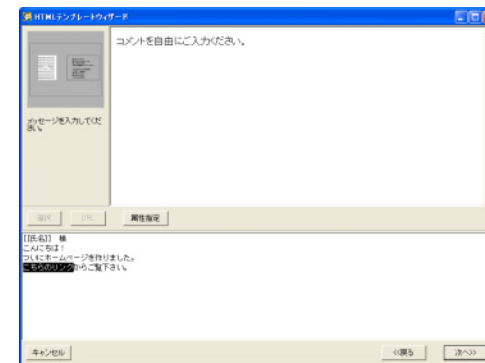 HTMLテンプレートウィザード
コメントを自由にご入力ください。
メッセージを入力してくだ
さい。
選択
URL
属性指定
[[氏名]] 様
こんにちは!
ついにホームページを作りました。
こちらのリンクからご覧下さい。
キャンセル
<<戻る
次へ>>